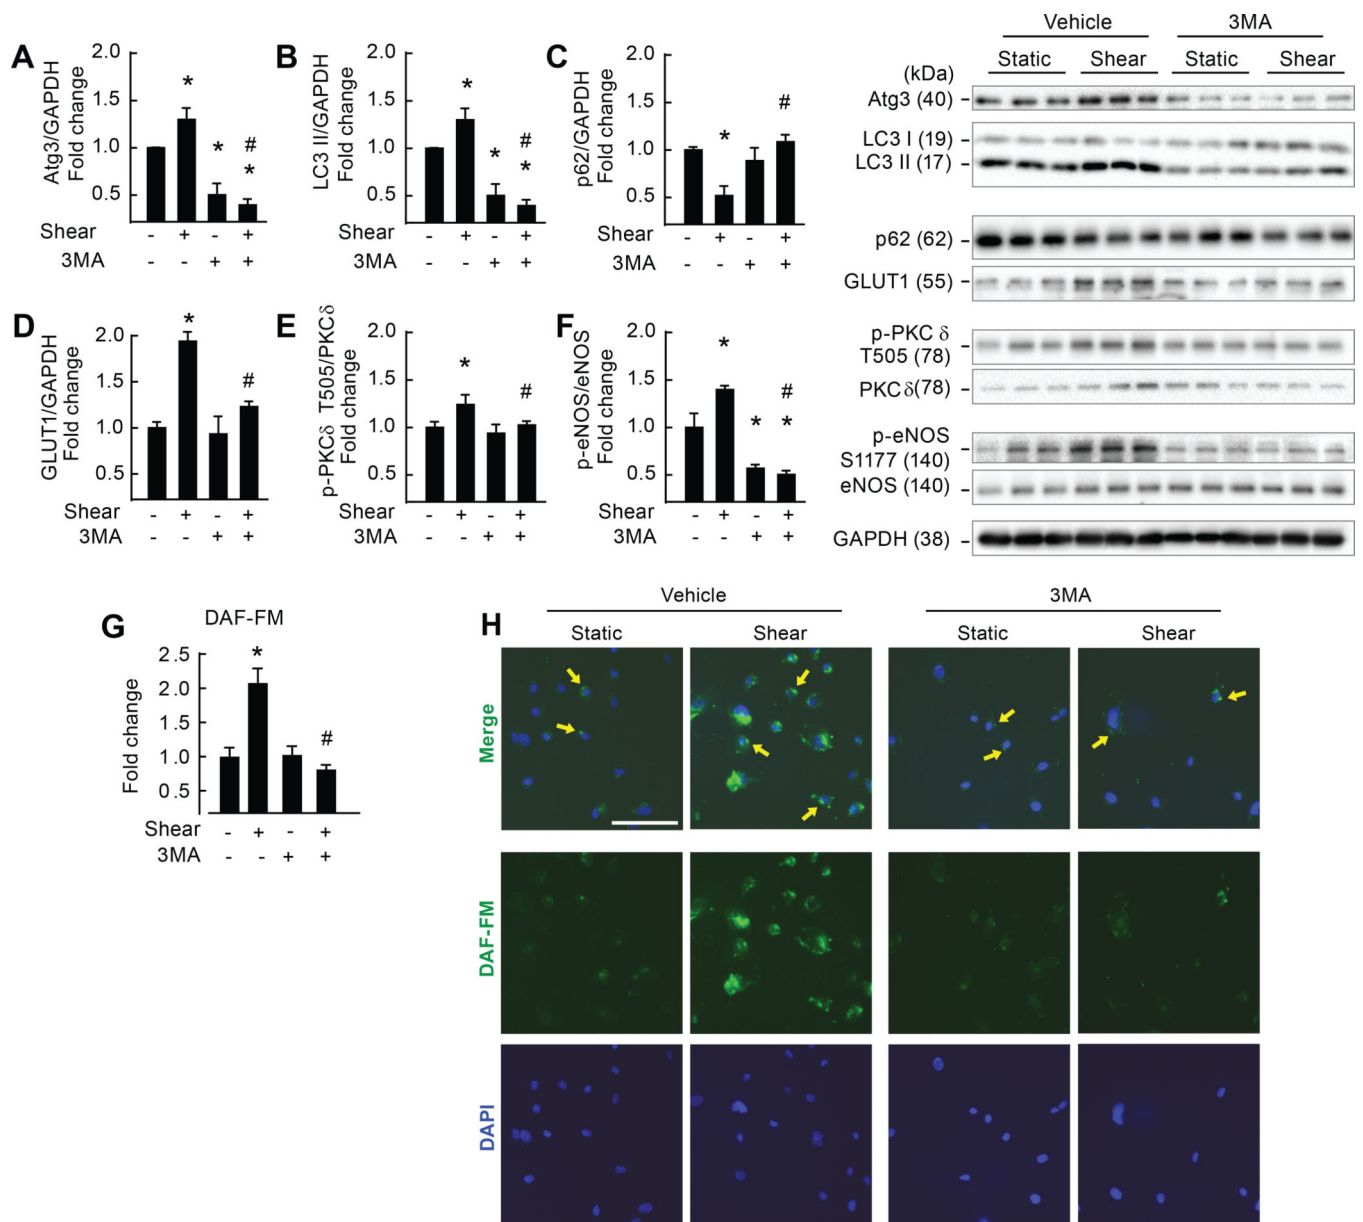 A
Atg3/GAPDH
Fold change
2.0
1.5
1.0
0.5
*
*
#
*
Shear - + - +
3MA - - + +
B
LC3 II/GAPDH
Fold change
2.0
1.5
1.0
0.5
*
*
#
*
Shear - + - +
3MA - - + +
C
p62/GAPDH
Fold change
2.0
1.5
1.0
0.5
*
#
Shear - + - +
3MA - - + +
Vehicle 3MA
Static Shear Static Shear
(kDa)
Atg3 (40)
LC3 I (19)
LC3 II (17)
p62 (62)
GLUT1 (55)
p-PKC δ
T505 (78)
PKCδ (78)
p-eNOS
S1177 (140)
eNOS (140)
GAPDH (38)
D
GLUT1/GAPDH
Fold change
2.0
1.5
1.0
0.5
*
#
Shear - + - +
3MA - - + +
E
p-PKCδ T505/PKCδ
Fold change
2.0
1.5
1.0
0.5
*
#
Shear - + - +
3MA - - + +
F
p-eNOS/eNOS
Fold change
2.0
1.5
1.0
0.5
*
*
#
*
Shear - + - +
3MA - - + +
G
DAF-FM
Fold change
2.5
2.0
1.5
1.0
0.5
*
#
Shear - + - +
3MA - - + +
H
Vehicle 3MA
Static Shear Static Shear
Merge
DAF-FM
DAPI